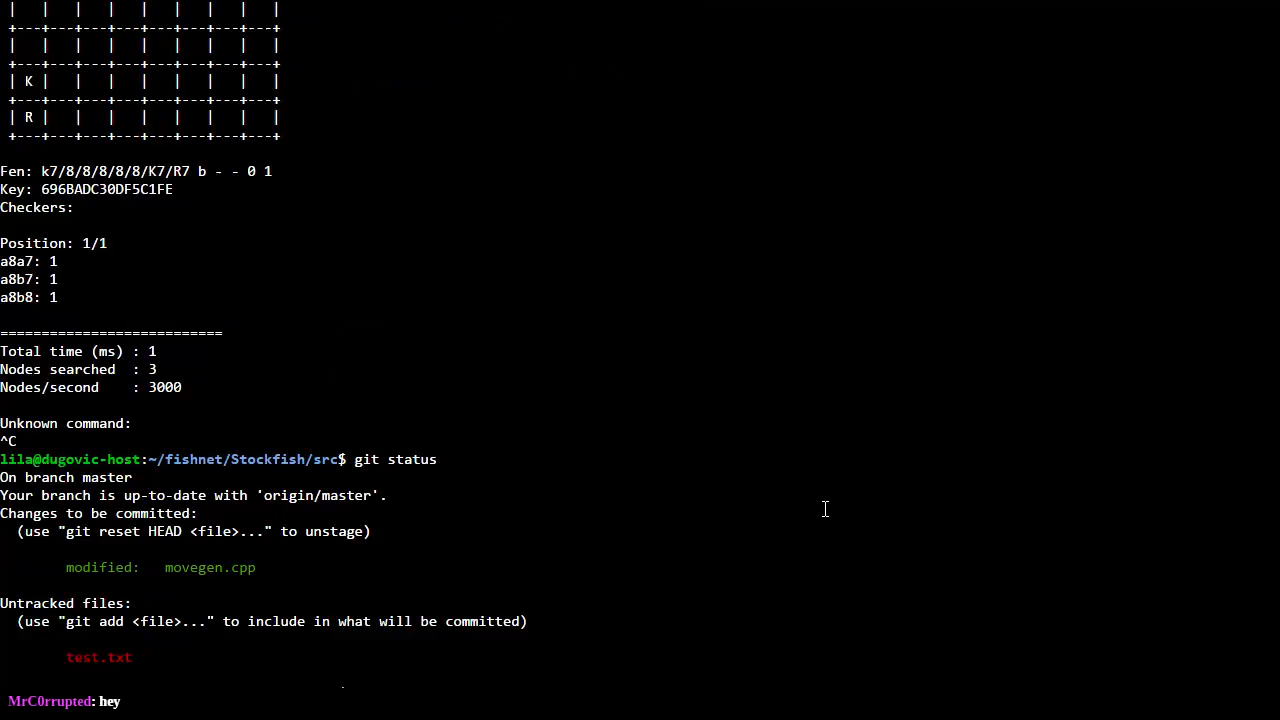 |   |   |   |   |   |   |   |   |
+---+---+---+---+---+---+---+---+
|   |   |   |   |   |   |   |   |
+---+---+---+---+---+---+---+---+
| K |   |   |   |   |   |   |   |
+---+---+---+---+---+---+---+---+
| R |   |   |   |   |   |   |   |
+---+---+---+---+---+---+---+---+
Fen: k7/8/8/8/8/8/K7/R7 b - - 0 1
Key: 696BADC30DF5C1FE
Checkers:
Position: 1/1
a8a7: 1
a8b7: 1
a8b8: 1
===========================
Total time (ms) : 1
Nodes searched  : 3
Nodes/second    : 3000
Unknown command:
^C
lila@dugovic-host:~/fishnet/Stockfish/src$ git status
On branch master
Your branch is up-to-date with 'origin/master'.
Changes to be committed:
  (use "git reset HEAD <file>..." to unstage)
        modified:   movegen.cpp
Untracked files:
  (use "git add <file>..." to include in what will be committed)
        test.txt
MrC0rrupted: hey